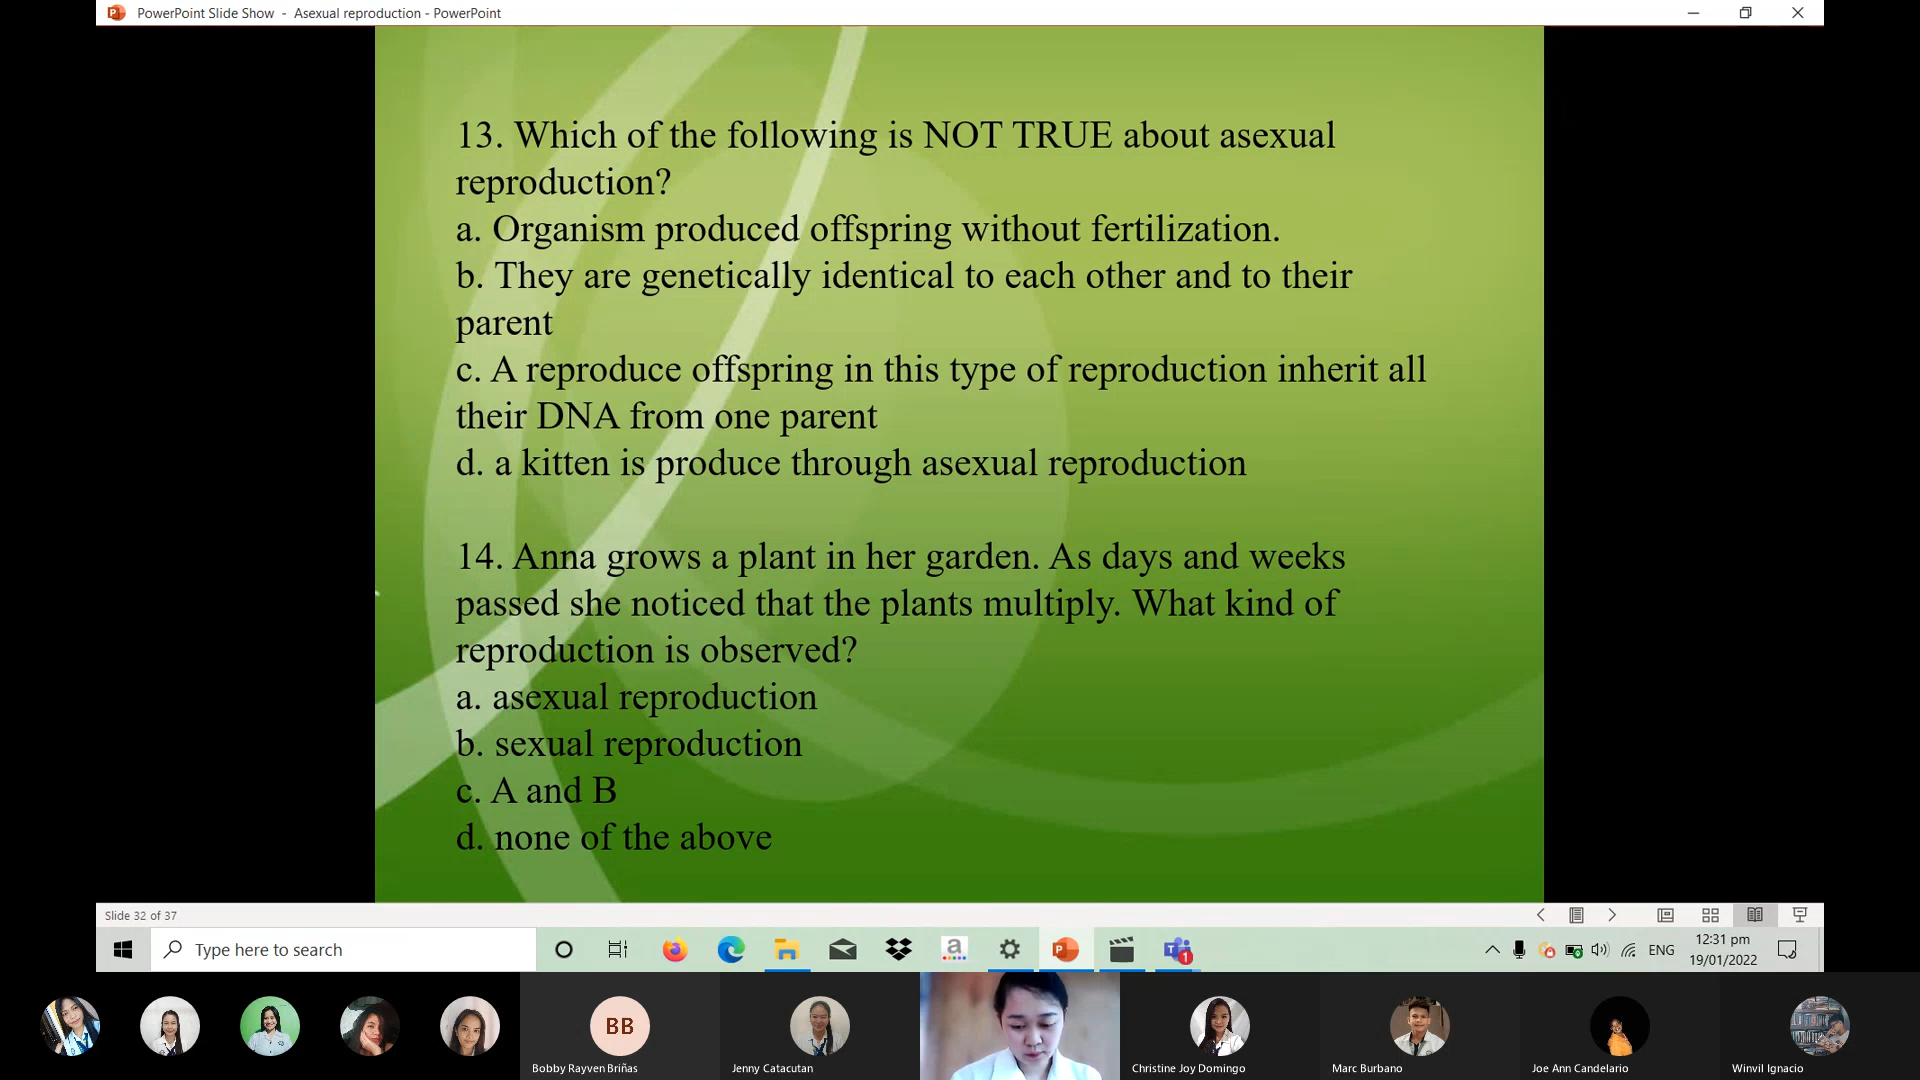 PowerPoint Slide Show - Asexual reproduction - PowerPoint
13. Which of the following is NOT TRUE about asexual
reproduction?
a. Organism produced offspring without fertilization.
b. They are genetically identical to each other and to their
parent
c. A reproduce offspring in this type of reproduction inherit all
their DNA from one parent
d. a kitten is produce through asexual reproduction
14. Anna grows a plant in her garden. As days and weeks
passed she noticed that the plants multiply. What kind of
reproduction is observed?
a. asexual reproduction
b. sexual reproduction
c. A and B
d. none of the above
Slide 32 of 37
Type here to search
a
P
1
ENG
12:31 pm
19/01/2022
BB
Bobby Rayven Briñas
Jenny Catacutan
Christine Joy Domingo
Marc Burbano
Joe Ann Candelario
Winvil Ignacio